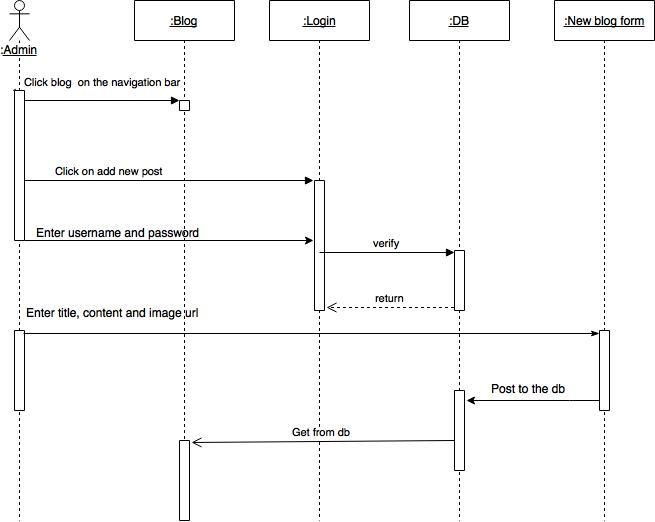 :Admin
:Blog
:Login
:DB
:New blog form
Click blog on the navigation bar
Click on add new post
Enter username and password
verify
return
Enter title, content and image url
Post to the db
Get from db